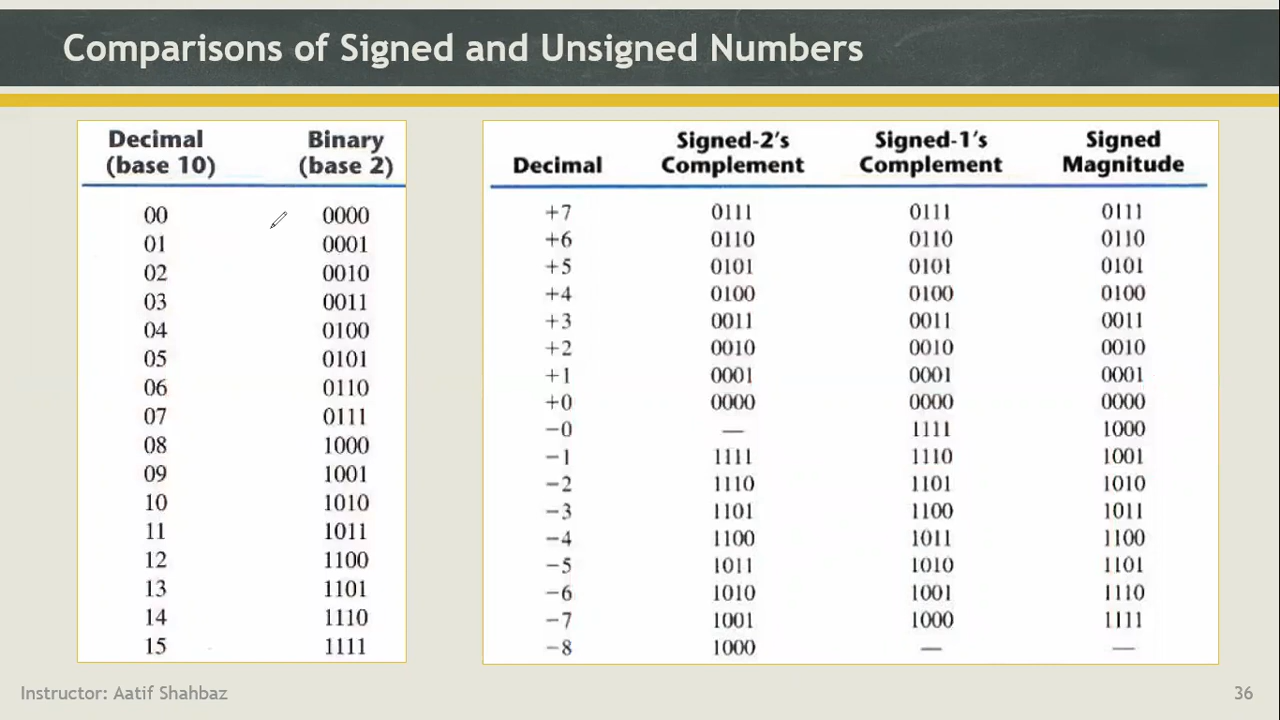 Comparisons of Signed and Unsigned Numbers
Decimal (base 10) Binary (base 2)
00 0000
01 0001
02 0010
03 0011
04 0100
05 0101
06 0110
07 0111
08 1000
09 1001
10 1010
11 1011
12 1100
13 1101
14 1110
15 1111
Decimal Signed-2's Complement Signed-1's Complement Signed Magnitude
+7 0111 0111 0111
+6 0110 0110 0110
+5 0101 0101 0101
+4 0100 0100 0100
+3 0011 0011 0011
+2 0010 0010 0010
+1 0001 0001 0001
+0 0000 0000 0000
−0 — 1111 1000
−1 1111 1110 1001
−2 1110 1101 1010
−3 1101 1100 1011
−4 1100 1011 1100
−5 1011 1010 1101
−6 1010 1001 1110
−7 1001 1000 1111
−8 1000 — —
Instructor: Aatif Shahbaz
36